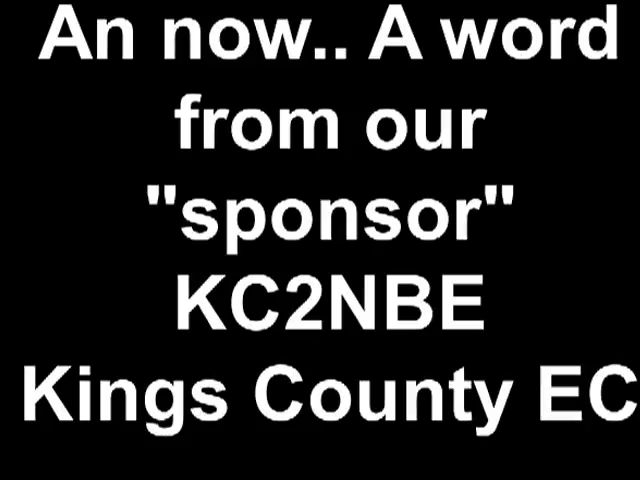 An now.. A word
from our
"sponsor"
KC2NBE
Kings County EC